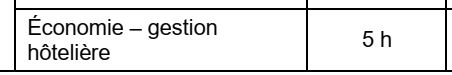 Économie – gestion
hôtelière
5 h